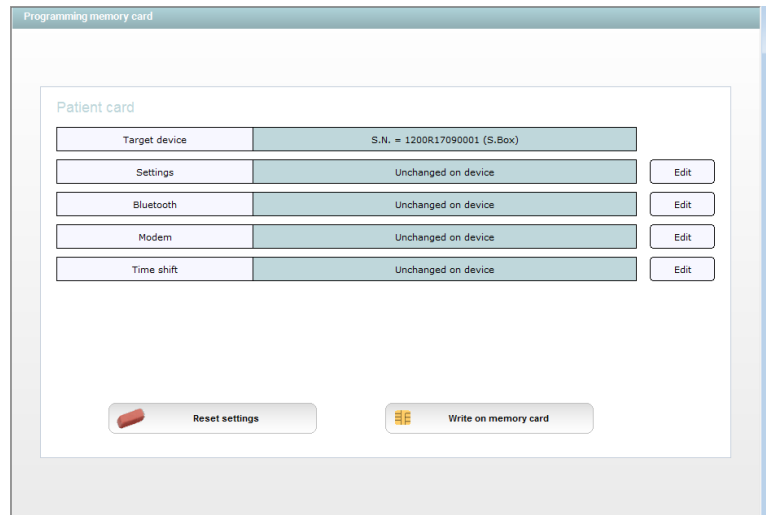 Programming memory card
Patient card
Target device S.N. = 1200R17090001 (S.Box)
Settings Unchanged on device Edit
Bluetooth Unchanged on device Edit
Modem Unchanged on device Edit
Time shift Unchanged on device Edit
Reset settings Write on memory card